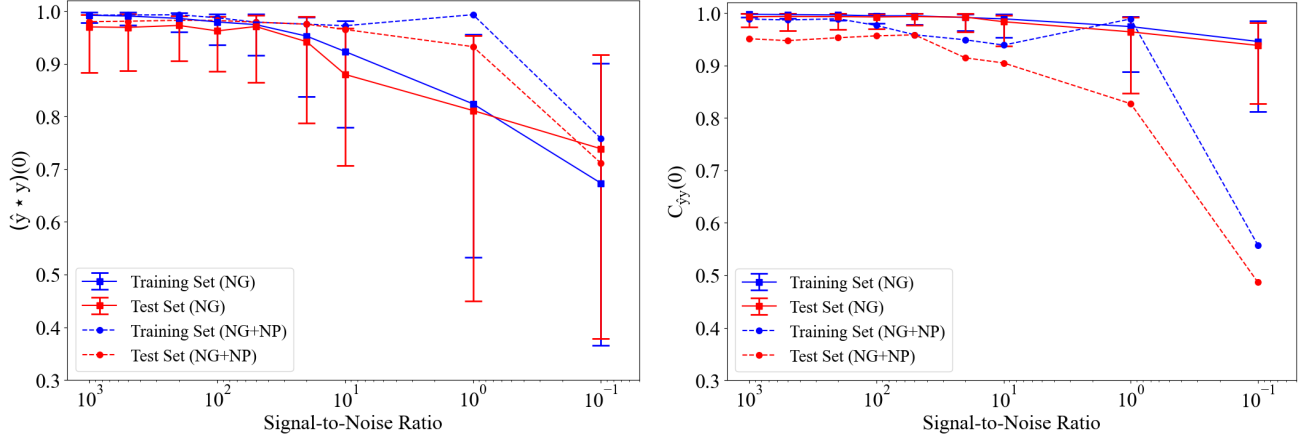 1.0
0.9
0.8
0.7
0.6
0.5
0.4
0.3
(ŷ ⋆ y)(0)
Training Set (NG)
Test Set (NG)
Training Set (NG+NP)
Test Set (NG+NP)
10³
10²
10¹
10⁰
10⁻¹
Signal-to-Noise Ratio
1.0
0.9
0.8
0.7
0.6
0.5
0.4
0.3
Cŷy(0)
Training Set (NG)
Test Set (NG)
Training Set (NG+NP)
Test Set (NG+NP)
10³
10²
10¹
10⁰
10⁻¹
Signal-to-Noise Ratio